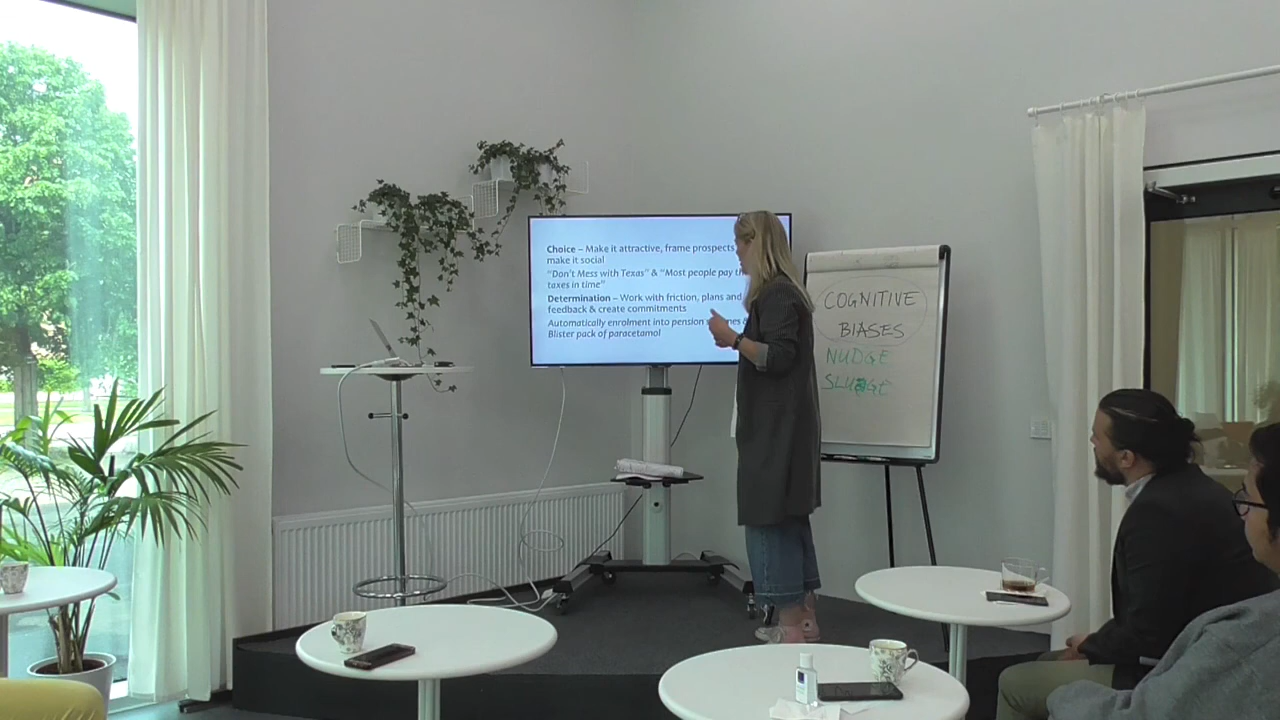 Choice – Make it attractive, frame prospects
make it social
"Don't Mess with Texas" & "Most people pay
taxes in time"
Determination – Work with friction, plans and
feedback & create commitments
Automatically enrolment into pension
Blister pack of paracetamol
COGNITIVE
BIASES
NUDGE
SLUDGE